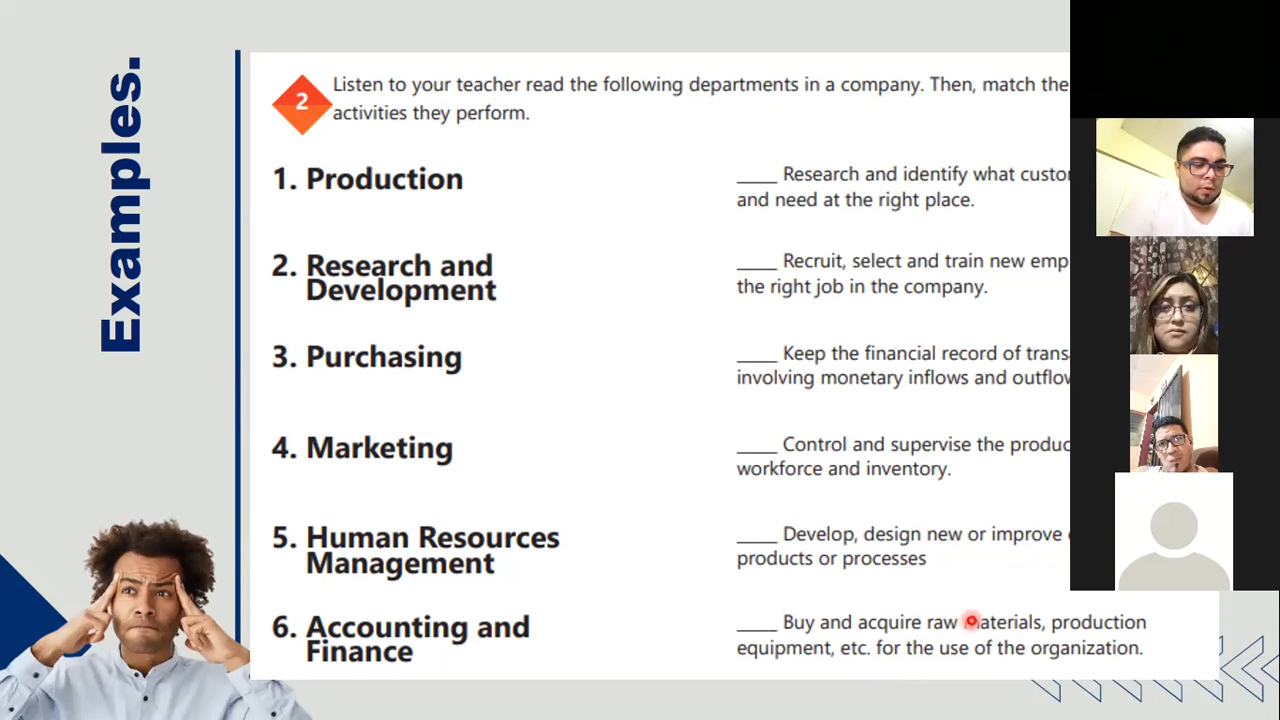 Examples.
2
Listen to your teacher read the following departments in a company. Then, match the
activities they perform.
1. Production
____ Research and identify what custo
and need at the right place.
2. Research and
Development
____ Recruit, select and train new emp
the right job in the company.
3. Purchasing
____ Keep the financial record of trans
involving monetary inflows and outflow
4. Marketing
____ Control and supervise the produc
workforce and inventory.
5. Human Resources
Management
____ Develop, design new or improve
products or processes
6. Accounting and
Finance
____ Buy and acquire raw materials, production
equipment, etc. for the use of the organization.